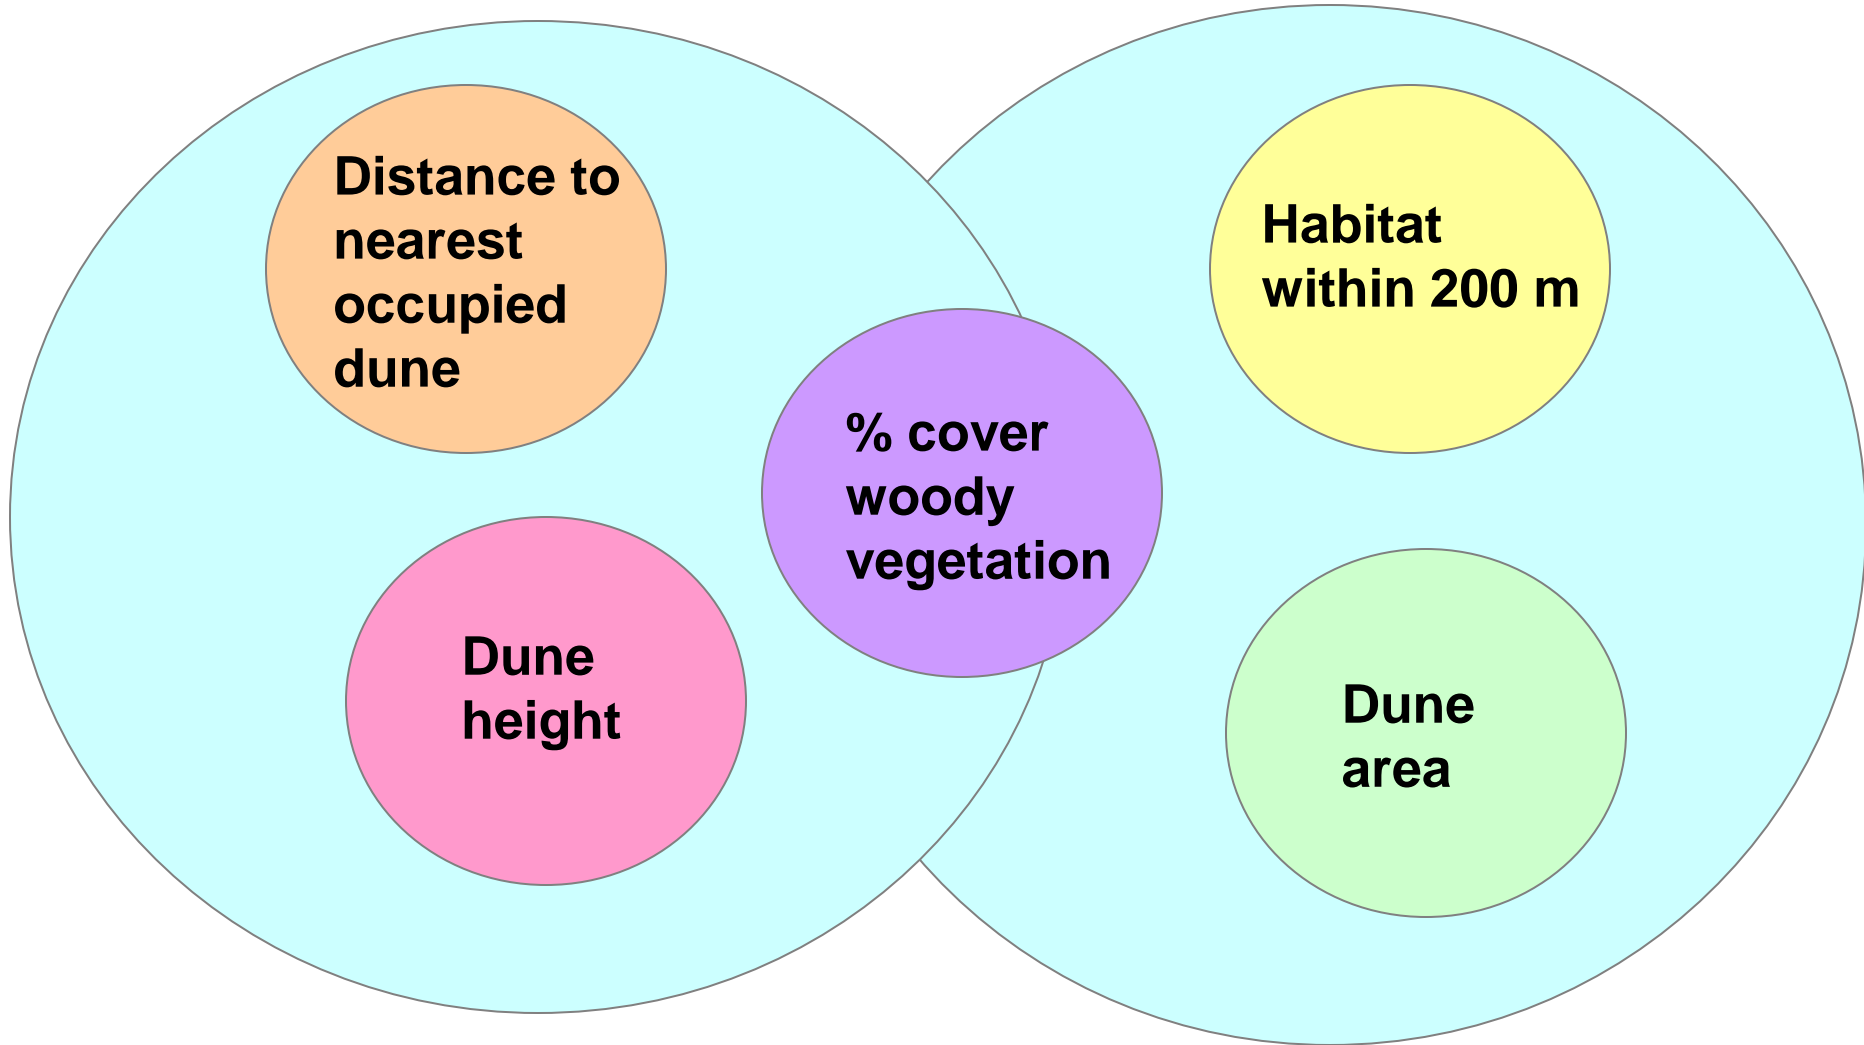 Distance to
nearest
occupied
dune
Habitat
within 200 m
% cover
woody
vegetation
Dune
height
Dune
area